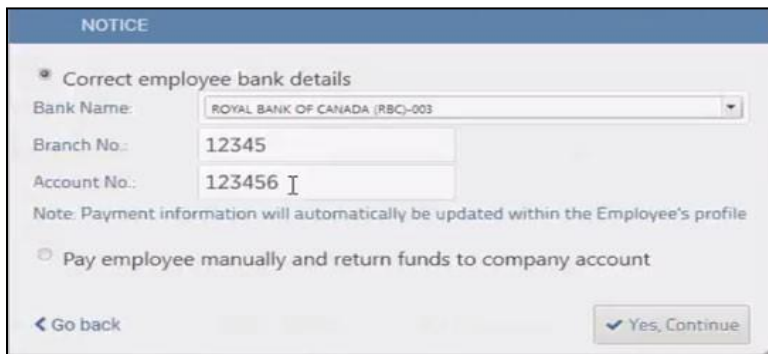 NOTICE
Correct employee bank details
Bank Name: ROYAL BANK OF CANADA (RBC)-003
Branch No.: 12345
Account No.: 123456
Note: Payment information will automatically be updated within the Employee's profile
Pay employee manually and return funds to company account
Go back Yes, Continue